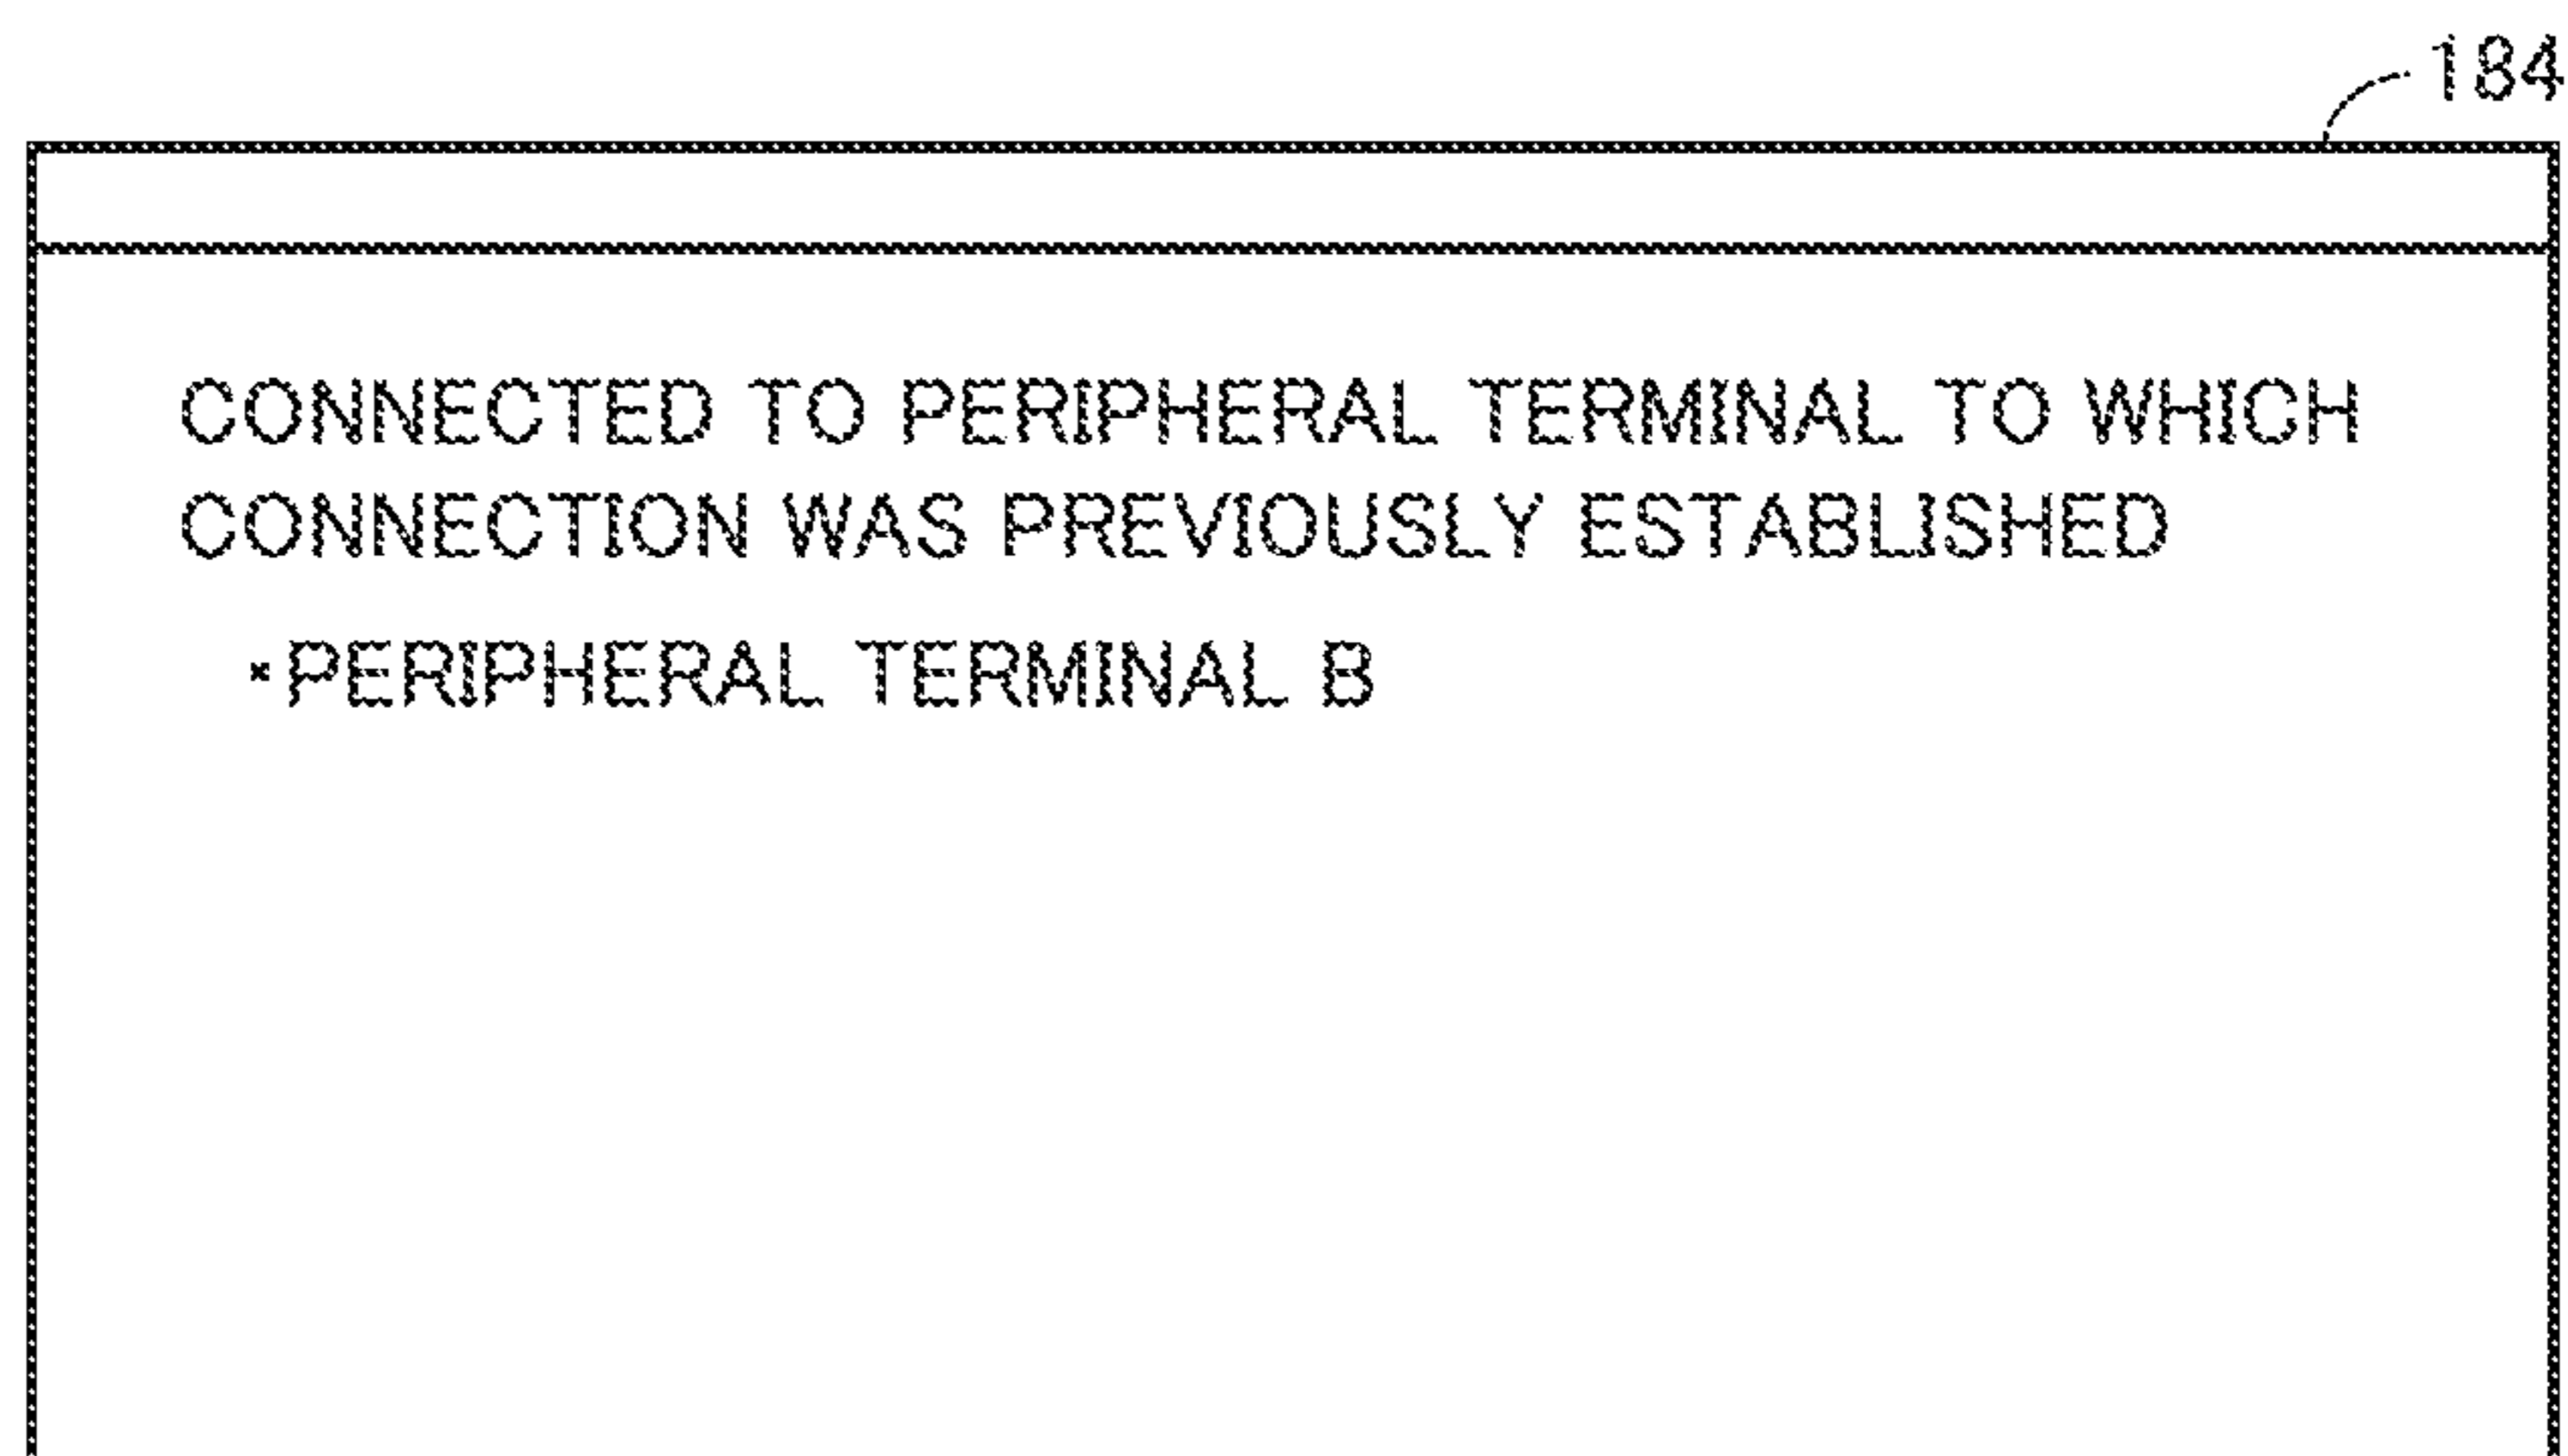 184
CONNECTED TO PERIPHERAL TERMINAL TO WHICH
CONNECTION WAS PREVIOUSLY ESTABLISHED
・PERIPHERAL TERMINAL B